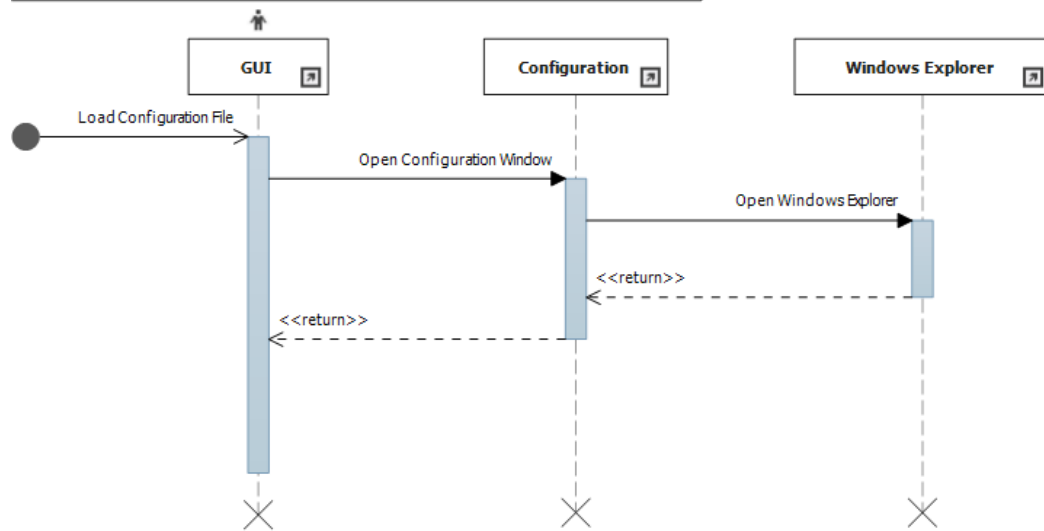 GUI
Configuration
Windows Explorer
Load Configuration File
Open Configuration Window
Open Windows Explorer
<<return>>
<<return>>